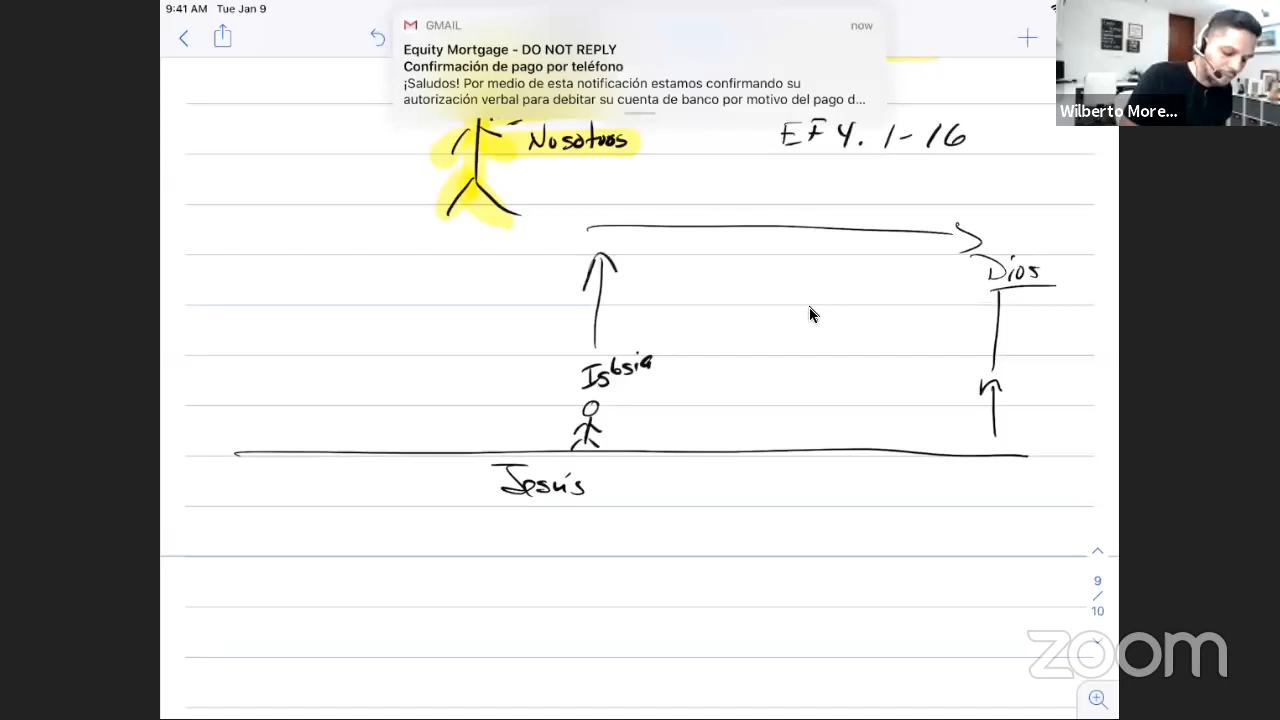 9:41 AM Tue Jan 9
GMAIL
now
Equity Mortgage - DO NOT REPLY
Confirmación de pago por teléfono
¡Saludos! Por medio de esta notificación estamos confirmando su
autorización verbal para debitar su cuenta de banco por motivo del pago d...
Wilberto More...
Nosotros
EF 4. 1-16
Dios
Jesús
9
/
10
zoom